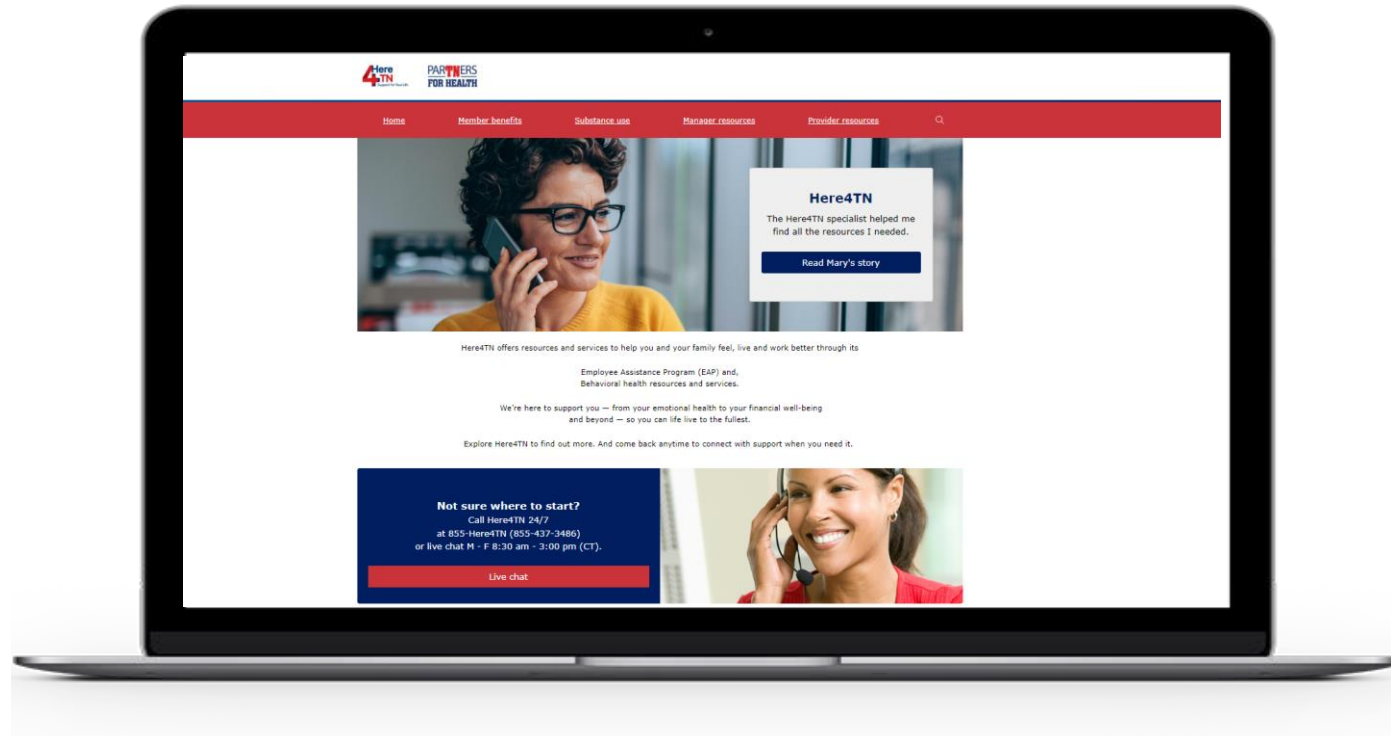 Here
4TN
PARTNERS
FOR HEALTH
Home
Member benefits
Substance use
Manager resources
Provider resources
Here4TN
The Here4TN specialist helped me
find all the resources I needed.
Read Mary's story
Here4TN offers resources and services to help you and your family feel, live and work better through its
Employee Assistance Program (EAP) and,
Behavioral health resources and services.
We're here to support you — from your emotional health to your financial well-being
and beyond — so you can life live to the fullest.
Explore Here4TN to find out more. And come back anytime to connect with support when you need it.
Not sure where to start?
Call Here4TN 24/7
at 855-Here4TN (855-437-3486)
or live chat M - F 8:30 am - 3:00 pm (CT).
Live chat